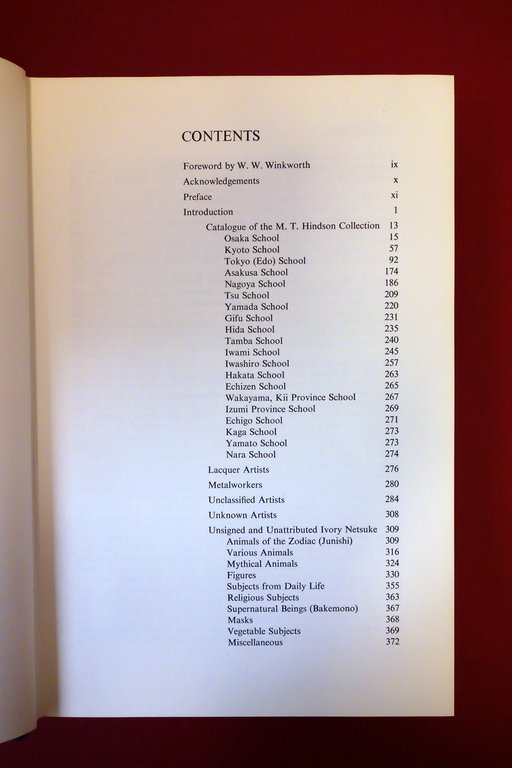 CONTENTS
Foreword by W. W. Winkworth ix
Acknowledgements x
Preface xi
Introduction 1
Catalogue of the M. T. Hindson Collection 13
Osaka School 15
Kyoto School 57
Tokyo (Edo) School 92
Asakusa School 174
Nagoya School 186
Tsu School 209
Yamada School 220
Gifu School 231
Hida School 235
Tamba School 240
Iwami School 245
Iwashiro School 257
Hakata School 263
Echizen School 265
Wakayama, Kii Province School 267
Izumi Province School 269
Echigo School 271
Kaga School 273
Yamato School 273
Nara School 274
Lacquer Artists 276
Metalworkers 280
Unclassified Artists 284
Unknown Artists 308
Unsigned and Unattributed Ivory Netsuke 309
Animals of the Zodiac (Junishi) 309
Various Animals 316
Mythical Animals 324
Figures 330
Subjects from Daily Life 355
Religious Subjects 363
Supernatural Beings (Bakemono) 367
Masks 368
Vegetable Subjects 369
Miscellaneous 372